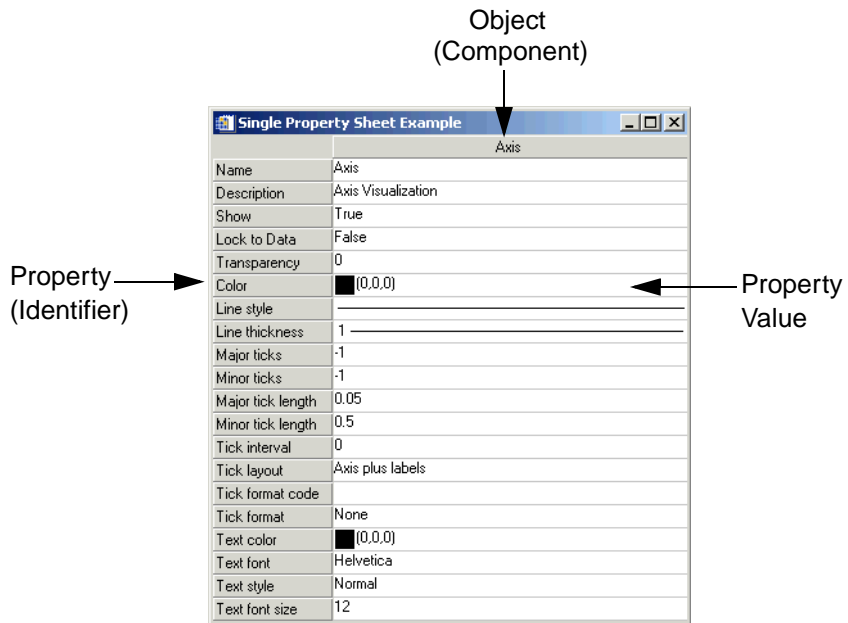 Object
(Component)
Single Property Sheet Example
Axis
Name Axis
Description Axis Visualization
Show True
Lock to Data False
Transparency 0
Property
(Identifier)
Color (0,0,0)
Property
Value
Line style
Line thickness 1
Major ticks -1
Minor ticks -1
Major tick length 0.05
Minor tick length 0.5
Tick interval 0
Tick layout Axis plus labels
Tick format code
Tick format None
Text color (0,0,0)
Text font Helvetica
Text style Normal
Text font size 12